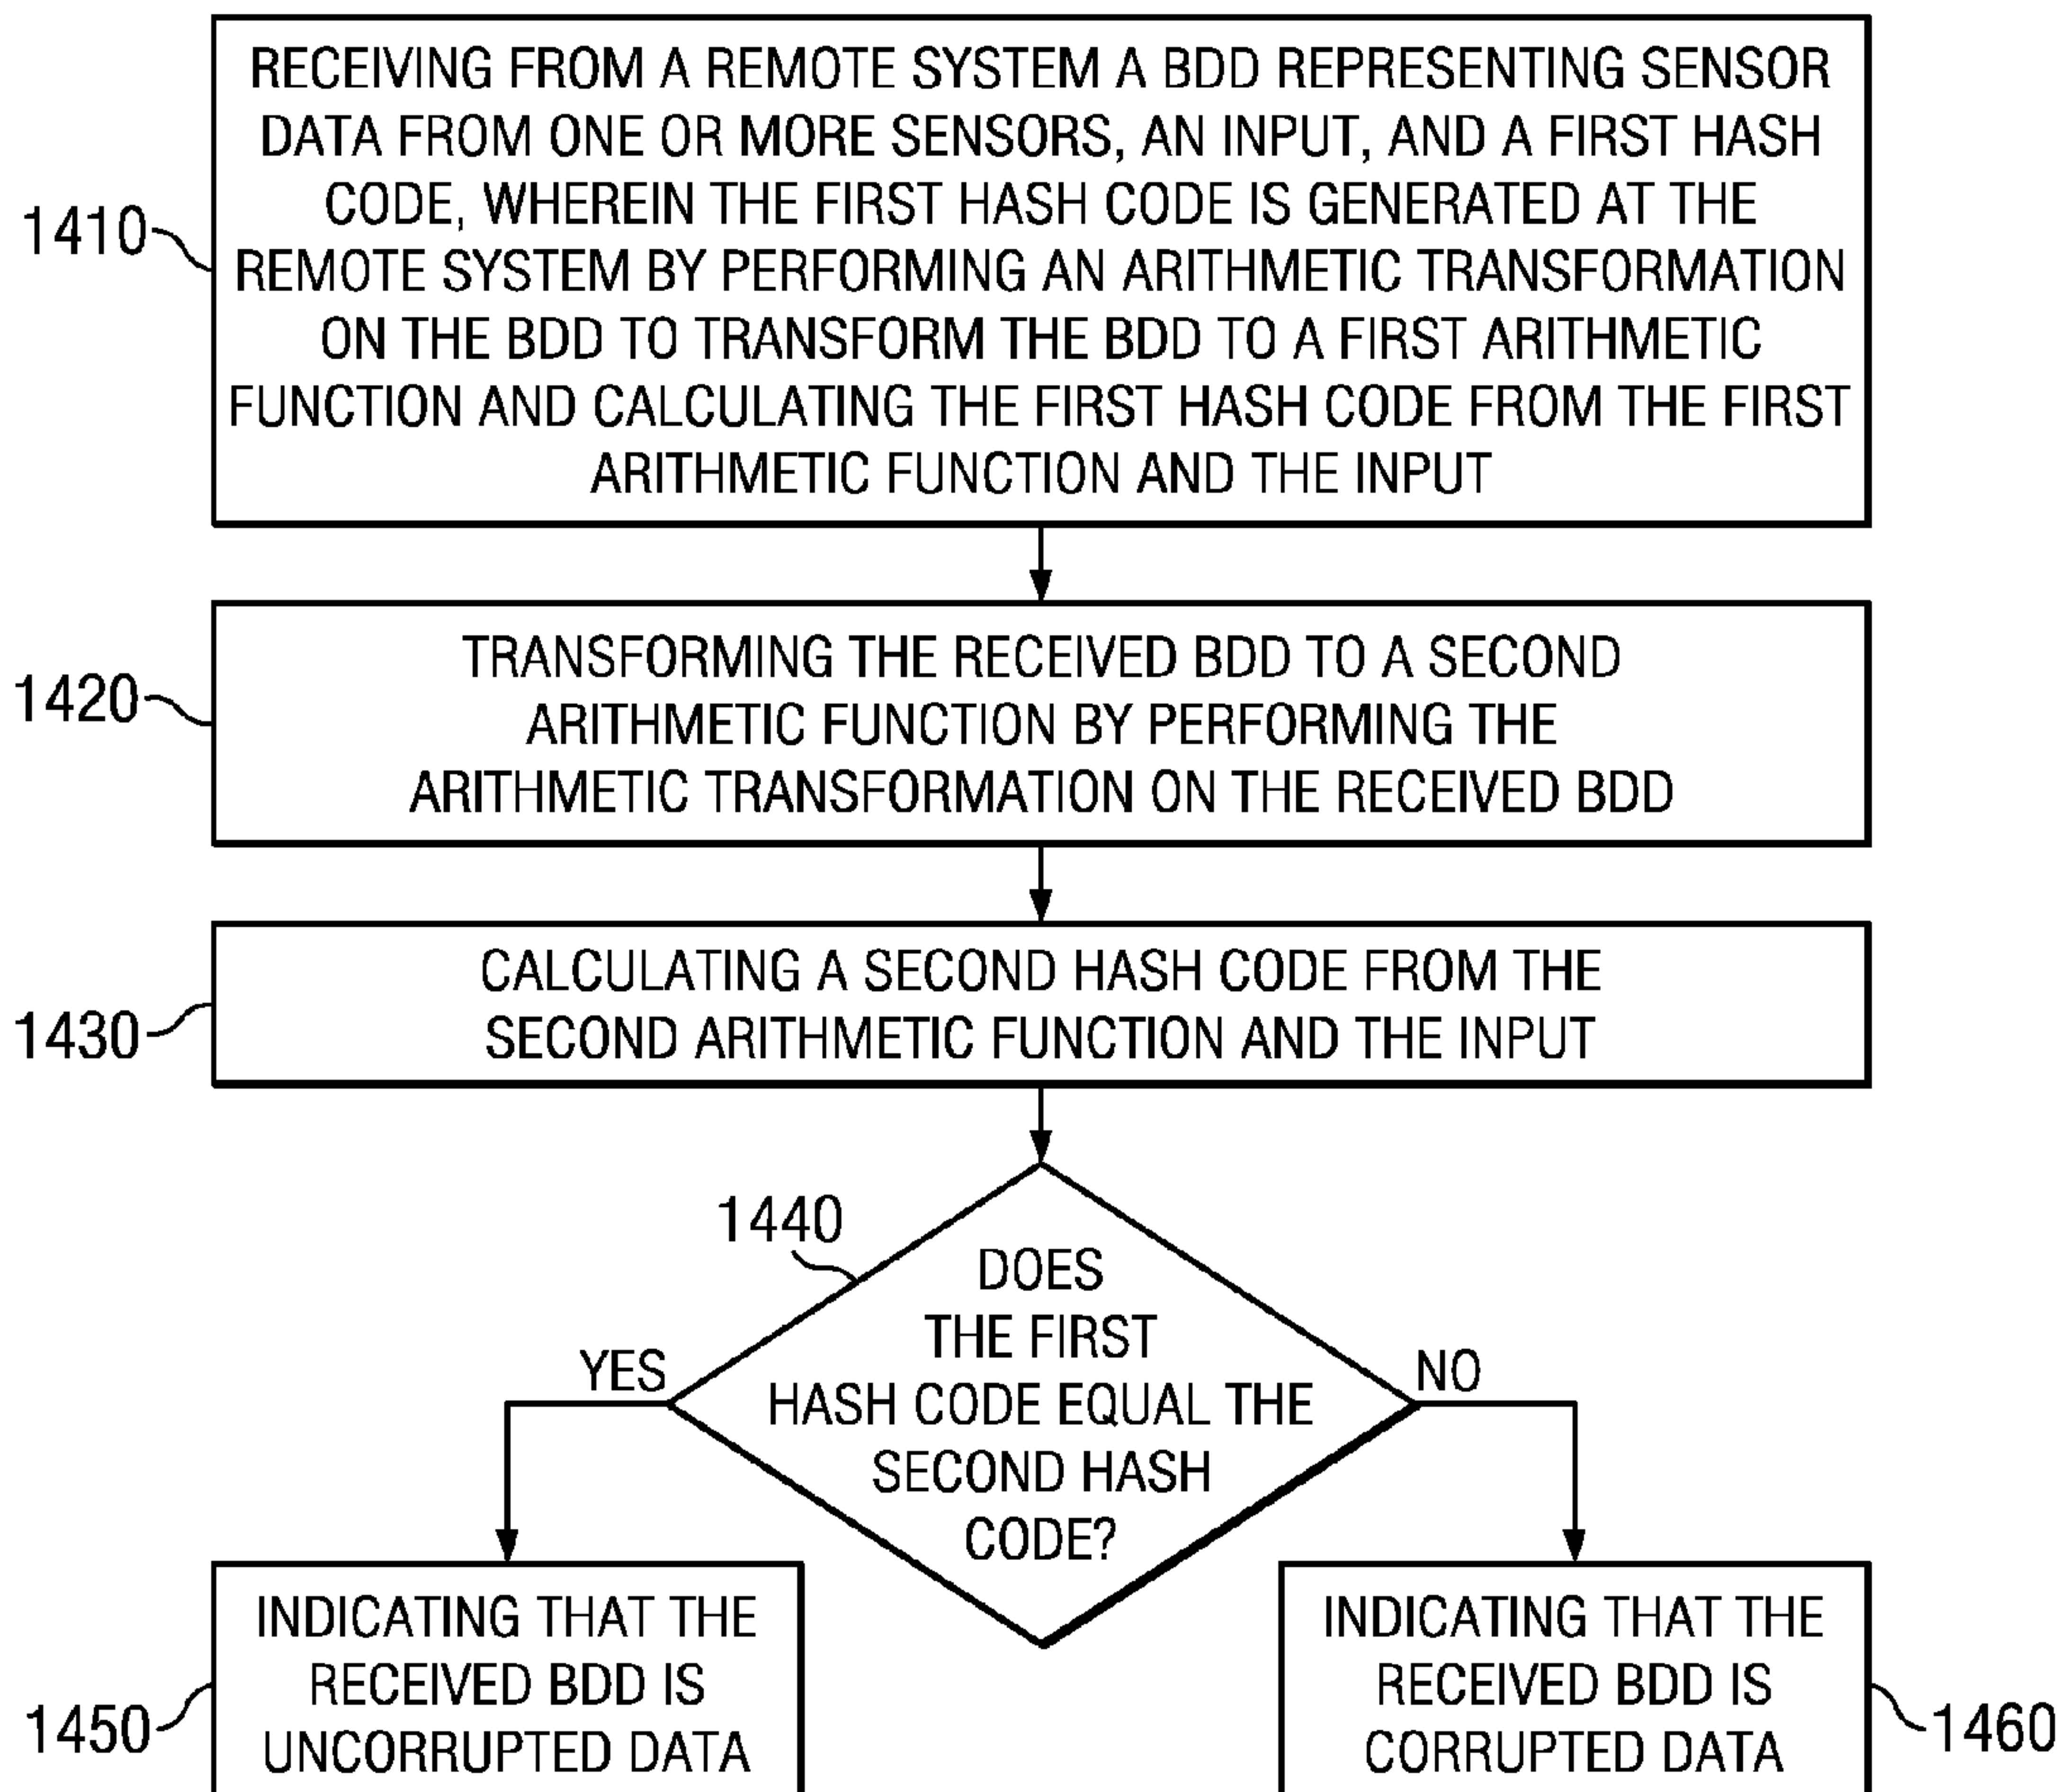 RECEIVING FROM A REMOTE SYSTEM A BDD REPRESENTING SENSOR
DATA FROM ONE OR MORE SENSORS, AN INPUT, AND A FIRST HASH
CODE, WHEREIN THE FIRST HASH CODE IS GENERATED AT THE
REMOTE SYSTEM BY PERFORMING AN ARITHMETIC TRANSFORMATION
ON THE BDD TO TRANSFORM THE BDD TO A FIRST ARITHMETIC
FUNCTION AND CALCULATING THE FIRST HASH CODE FROM THE FIRST
ARITHMETIC FUNCTION AND THE INPUT
1410
TRANSFORMING THE RECEIVED BDD TO A SECOND
ARITHMETIC FUNCTION BY PERFORMING THE
ARITHMETIC TRANSFORMATION ON THE RECEIVED BDD
1420
CALCULATING A SECOND HASH CODE FROM THE
SECOND ARITHMETIC FUNCTION AND THE INPUT
1430
1440
DOES
THE FIRST
HASH CODE EQUAL THE
SECOND HASH
CODE?
YES
NO
INDICATING THAT THE
RECEIVED BDD IS
UNCORRUPTED DATA
1450
INDICATING THAT THE
RECEIVED BDD IS
CORRUPTED DATA
1460